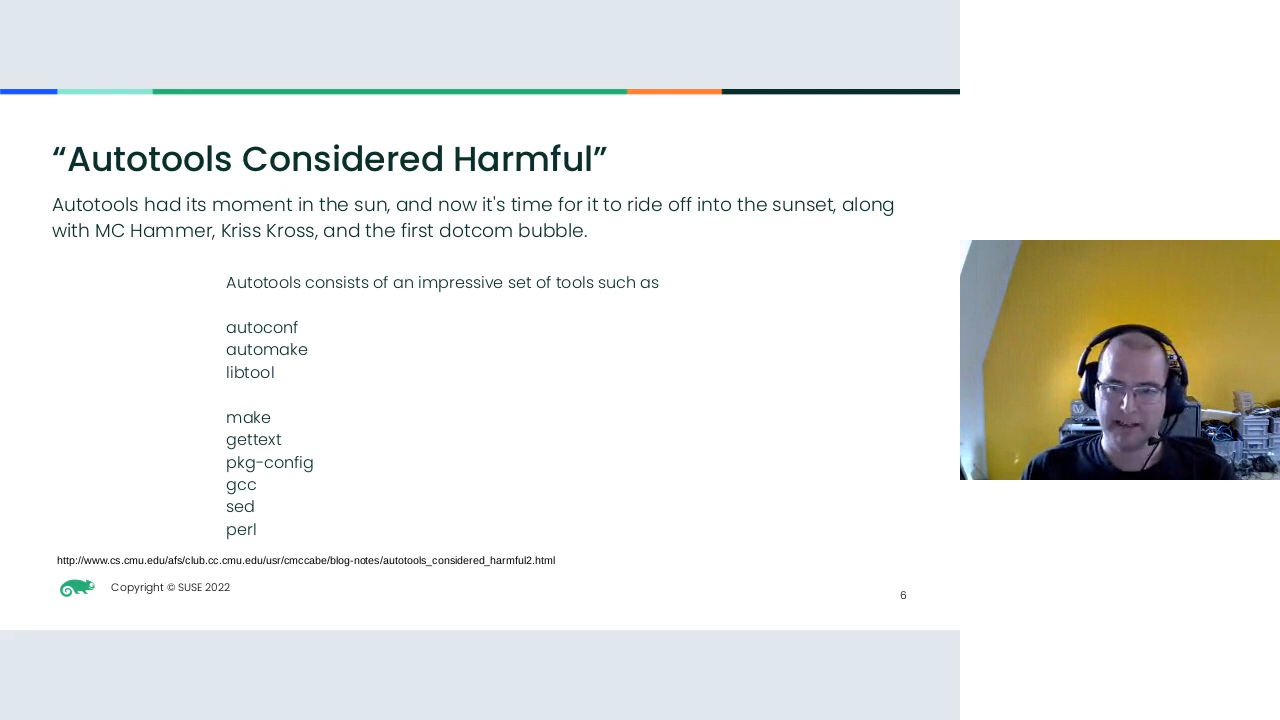 “Autotools Considered Harmful”
Autotools had its moment in the sun, and now it's time for it to ride off into the sunset, along
with MC Hammer, Kriss Kross, and the first dotcom bubble.
Autotools consists of an impressive set of tools such as
autoconf
automake
libtool
make
gettext
pkg-config
gcc
sed
perl
http://www.cs.cmu.edu/afs/club.cc.cmu.edu/usr/cmccabe/blog-notes/autotools_considered_harmful2.html
Copyright © SUSE 2022
6